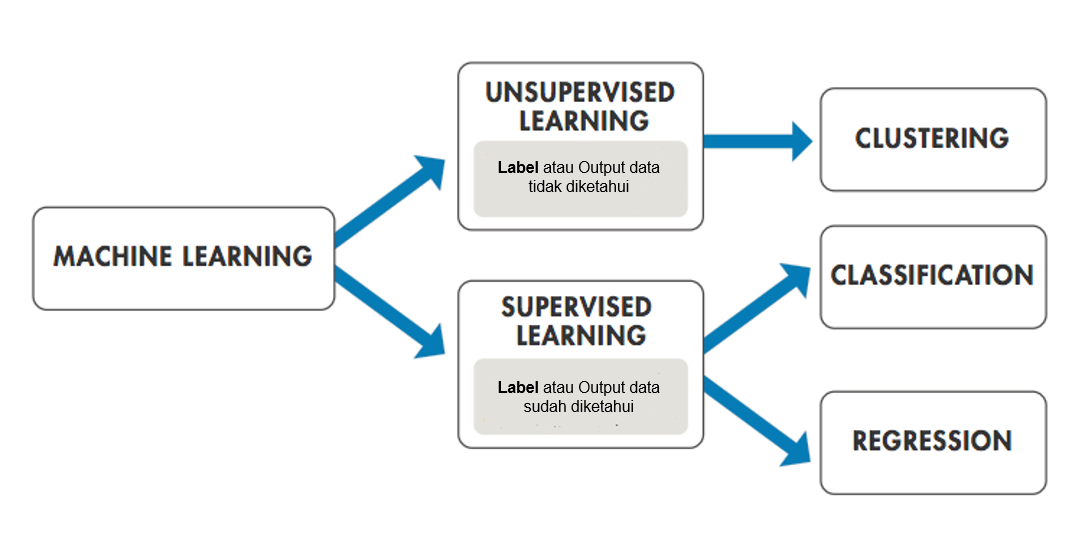 MACHINE LEARNING
UNSUPERVISED
LEARNING
Label atau Output data
tidak diketahui
SUPERVISED
LEARNING
Label atau Output data
sudah diketahui
CLUSTERING
CLASSIFICATION
REGRESSION